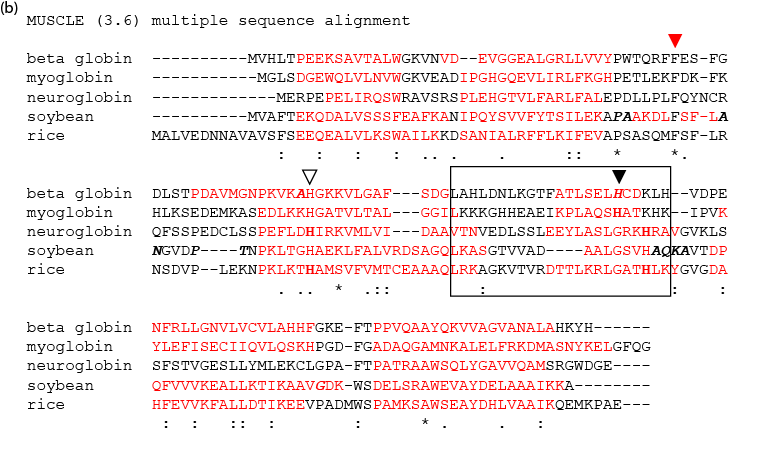 (b)
MUSCLE (3.6) multiple sequence alignment
beta globin ----------MVHLTPEEKSAVTALWGKVNVD--EVGGEALGRLLVVYPWTQRFFES-FG
myoglobin -----------MGLSDGEWQLVLNVWGKVEADIPGHGQEVLIRLFKGHPETLEKFDK-FK
neuroglobin -------------MERPEPELIRQSWRAVSRSPLEHGTVLFARLFALEPDLLPLFQYNCR
soybean ----------MVAFTEKQDALVSSSFEAFKANIPQYSVVFYTSILEKAPAAKDLFSF-LA
rice MALVEDNNAVAVSFSEEQEALVLKSWAILKKDSANIALRFFLKIFEVAPSASQMFSF-LR
: : : .. . . :: * *.
beta globin DLSTPDAVMGNPKVKAHGKKVLGAF---SDGLAHLDNLKGTFATLSELHCDKLH--VDPE
myoglobin HLKSEDEMKASEDLKKHGATVLTAL---GGILKKKGHHEAEIKPLAQSHATKHK--IPVK
neuroglobin QFSSPEDCLSSPEFLDHIRKVMLVI---DAAVTNVEDLSSLEEYLASLGRKHRAVGVKLS
soybean NGVDP----TNPKLTGHAEKLFALVRDSAGQLKASGTVVAD----AALGSVHAQKAVTDP
rice NSDVP--LEKNPKLKTHAMSVFVMTCEAAAQLRKAGKVTVRDTTLKRLGATHLKYGVGDA
. .. * .:: : : :
beta globin NFRLLGNVLVCVLAHHFGKE-FTPPVQAAYQKVVAGVANALAHKYH------
myoglobin YLEFISECIIQVLQSKHPGD-FGADAQGAMNKALELFRKDMASNYKELGFQG
neuroglobin SFSTVGESLLYMLEKCLGPA-FTPATRAAWSQLYGAVVQAMSRGWDGE----
soybean QFVVVKEALLKTIKAAVGDK-WSDELSRAWEVAYDELAAAIKKA--------
rice HFEVVKFALLDTIKEEVPADMWSPAMKSAWSEAYDHLVAAIKQEMKPAE---
: : :: : : * . . :